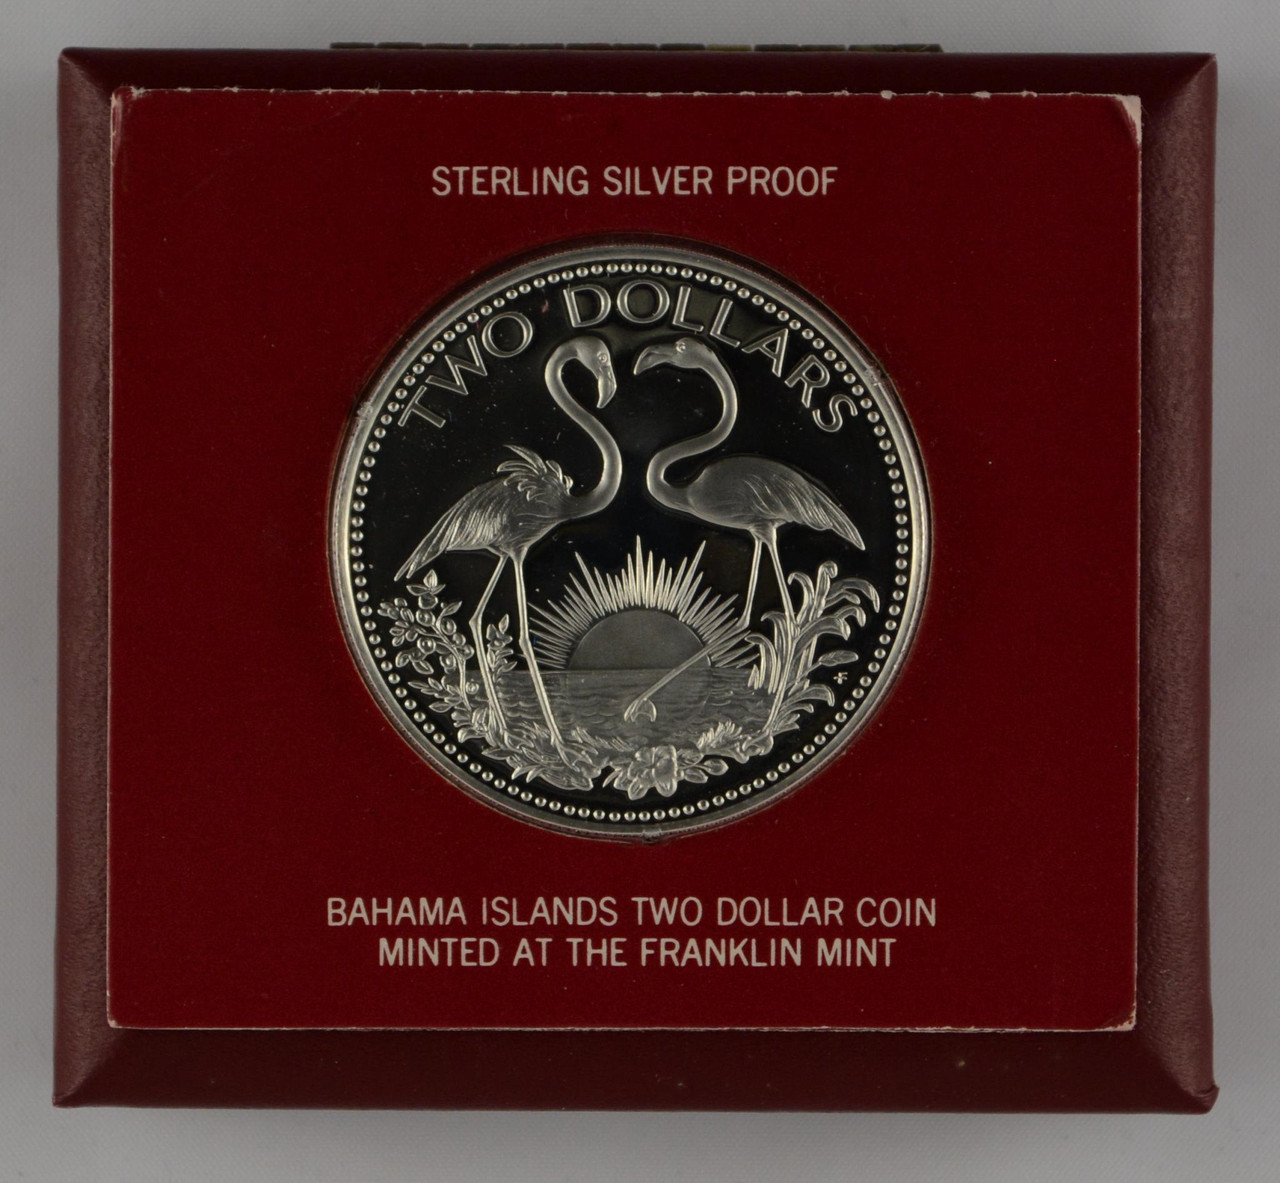 STERLING SILVER PROOF
TWO DOLLARS
BAHAMA ISLANDS TWO DOLLAR COIN
MINTED AT THE FRANKLIN MINT